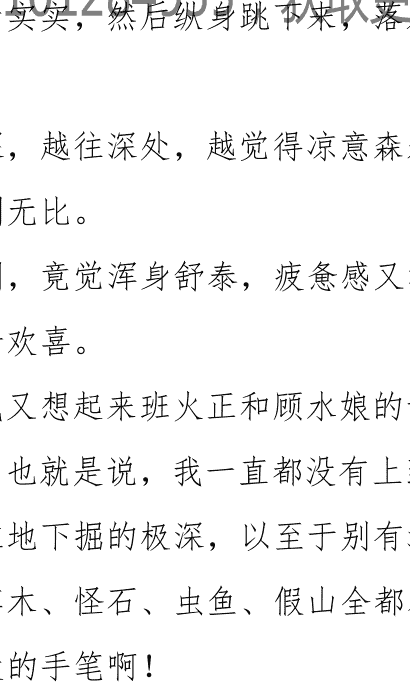 实实，然后纵身跳下来，落
，越往深处，越觉得凉意森
无比。
，竟觉浑身舒泰，疲惫感又
欢喜。
又想起来班火正和顾水娘的
也就是说，我一直都没有上
地下掘的极深，以至于别有
木、怪石、虫鱼、假山全都
的手笔啊！